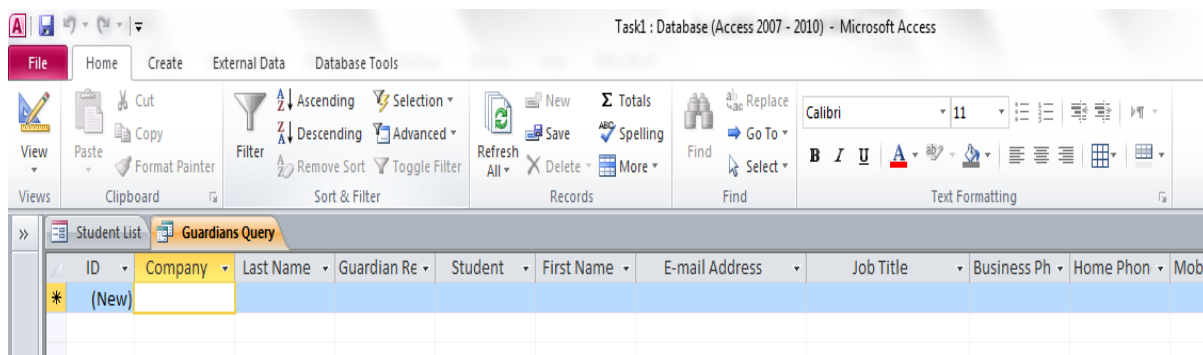 Task1 : Database (Access 2007 - 2010) - Microsoft Access
File Home Create External Data Database Tools
Cut Ascending Selection New Σ Totals Replace
Calibri 11
Copy Descending Advanced Save Spelling Go To
View Paste Filter Refresh All Find
Format Painter Remove Sort Toggle Filter Delete More Select
B I U A
Views Clipboard Sort & Filter Records Find Text Formatting
Student List Guardians Query
ID Company Last Name Guardian Re Student First Name E-mail Address Job Title Business Ph Home Phon Mob
* (New)